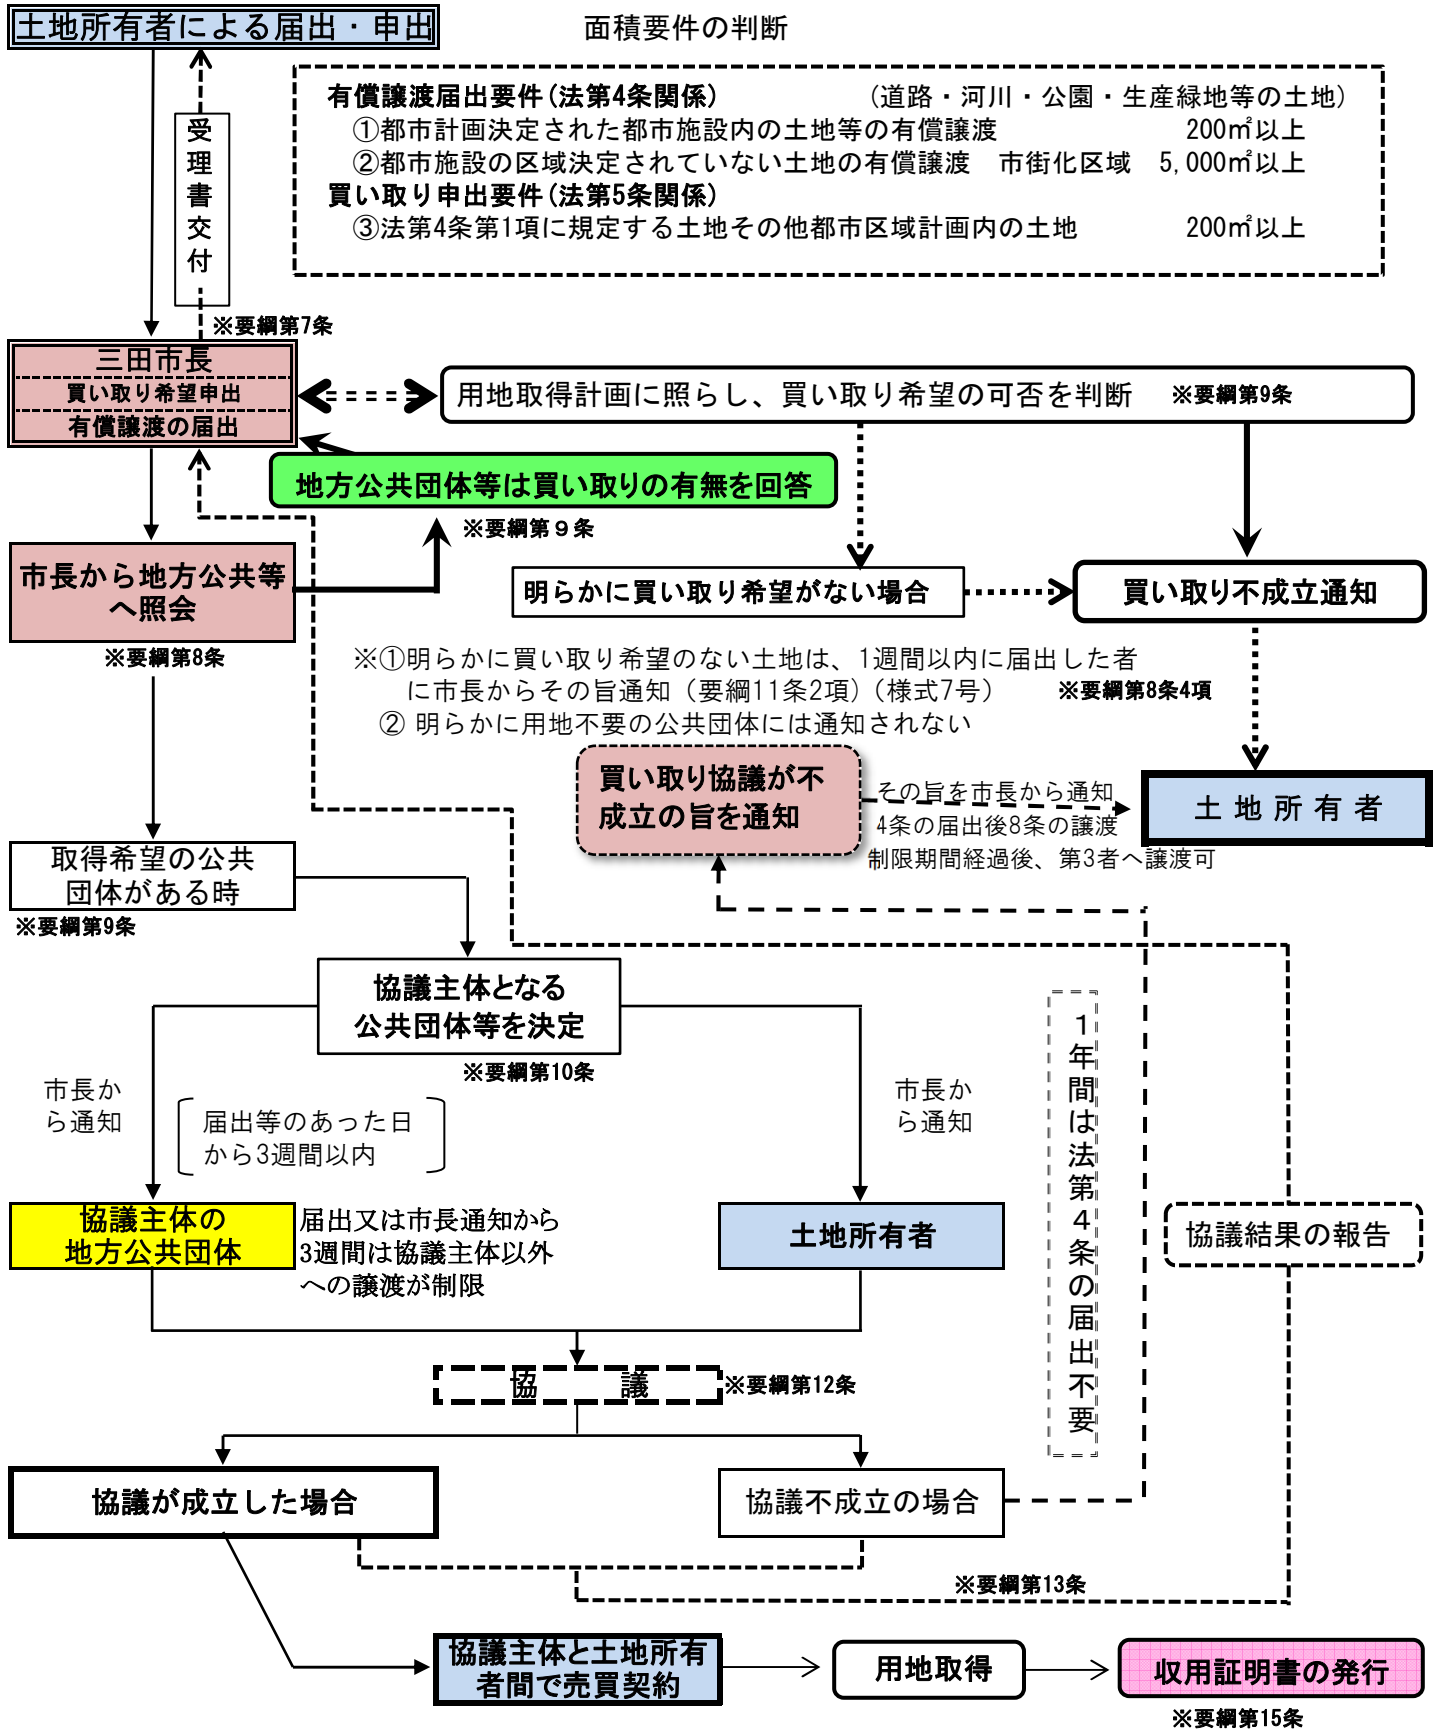 土地所有者による届出・申出
面積要件の判断
有償譲渡届出要件(法第4条関係)　（道路・河川・公園・生産緑地等の土地）
①都市計画決定された都市施設内の土地等の有償譲渡　200㎡以上
②都市施設の区域決定されていない土地の有償譲渡　市街化区域　5,000㎡以上
買い取り申出要件(法第5条関係)
③法第4条第1項に規定する土地その他都市区域計画内の土地　200㎡以上
受理書交付
※要綱第7条
三田市長
買い取り希望申出
有償譲渡の届出
用地取得計画に照らし、買い取り希望の可否を判断　※要綱第9条
地方公共団体等は買い取りの有無を回答
※要綱第９条
市長から地方公共等
へ照会
※要綱第8条
明らかに買い取り希望がない場合
買い取り不成立通知
※①明らかに買い取り希望のない土地は、1週間以内に届出した者
に市長からその旨通知（要綱11条2項）（様式7号）
※要綱第8条4項
② 明らかに用地不要の公共団体には通知されない
買い取り協議が不
成立の旨を通知
その旨を市長から通知
4条の届出後8条の譲渡
制限期間経過後、第3者へ譲渡可
土地所有者
取得希望の公共
団体がある時
※要綱第9条
協議主体となる
公共団体等を決定
※要綱第10条
市長か
ら通知
届出等のあった日
から3週間以内
市長か
ら通知
１年間は法第４条の届出不要
協議主体の
地方公共団体
届出又は市長通知から
3週間は協議主体以外
への譲渡が制限
土地所有者
協議結果の報告
協　議
※要綱第12条
協議が成立した場合
協議不成立の場合
※要綱第13条
協議主体と土地所有
者間で売買契約
用地取得
収用証明書の発行
※要綱第15条